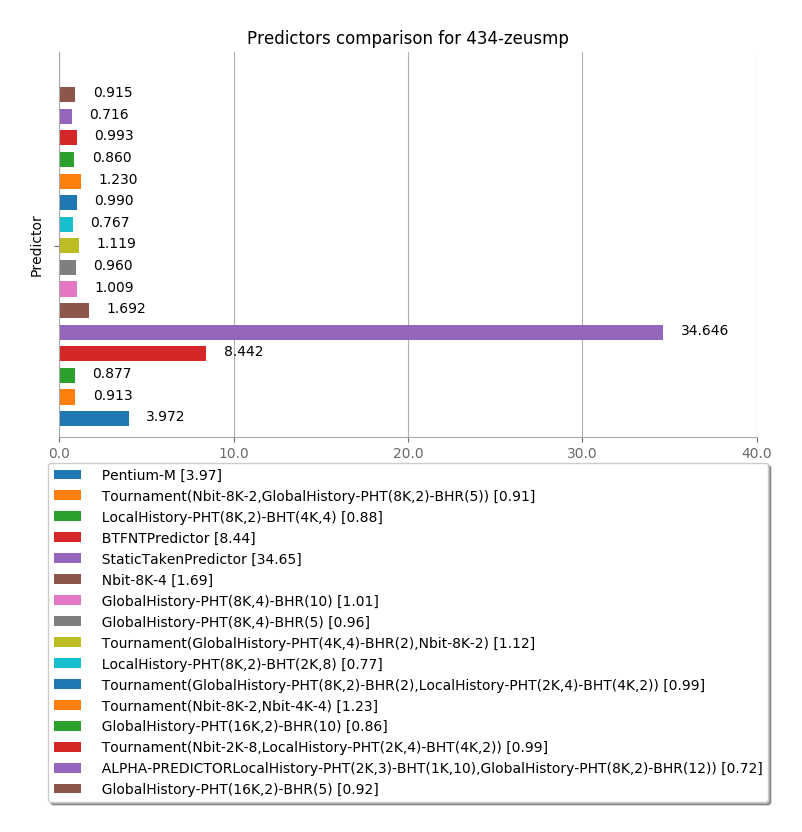 Predictors comparison for 434-zeusmp
0.915
0.716
0.993
0.860
1.230
0.990
0.767
1.119
0.960
1.009
1.692
34.646
8.442
0.877
0.913
3.972
Predictor
0.0 10.0 20.0 30.0 40.0
Pentium-M [3.97]
Tournament(Nbit-8K-2,GlobalHistory-PHT(8K,2)-BHR(5)) [0.91]
LocalHistory-PHT(8K,2)-BHT(4K,4) [0.88]
BTFNTPredictor [8.44]
StaticTakenPredictor [34.65]
Nbit-8K-4 [1.69]
GlobalHistory-PHT(8K,4)-BHR(10) [1.01]
GlobalHistory-PHT(8K,4)-BHR(5) [0.96]
Tournament(GlobalHistory-PHT(4K,4)-BHR(2),Nbit-8K-2) [1.12]
LocalHistory-PHT(8K,2)-BHT(2K,8) [0.77]
Tournament(GlobalHistory-PHT(8K,2)-BHR(2),LocalHistory-PHT(2K,4)-BHT(4K,2)) [0.99]
Tournament(Nbit-8K-2,Nbit-4K-4) [1.23]
GlobalHistory-PHT(16K,2)-BHR(10) [0.86]
Tournament(Nbit-2K-8,LocalHistory-PHT(2K,4)-BHT(4K,2)) [0.99]
ALPHA-PREDICTORLocalHistory-PHT(2K,3)-BHT(1K,10),GlobalHistory-PHT(8K,2)-BHR(12)) [0.72]
GlobalHistory-PHT(16K,2)-BHR(5) [0.92]